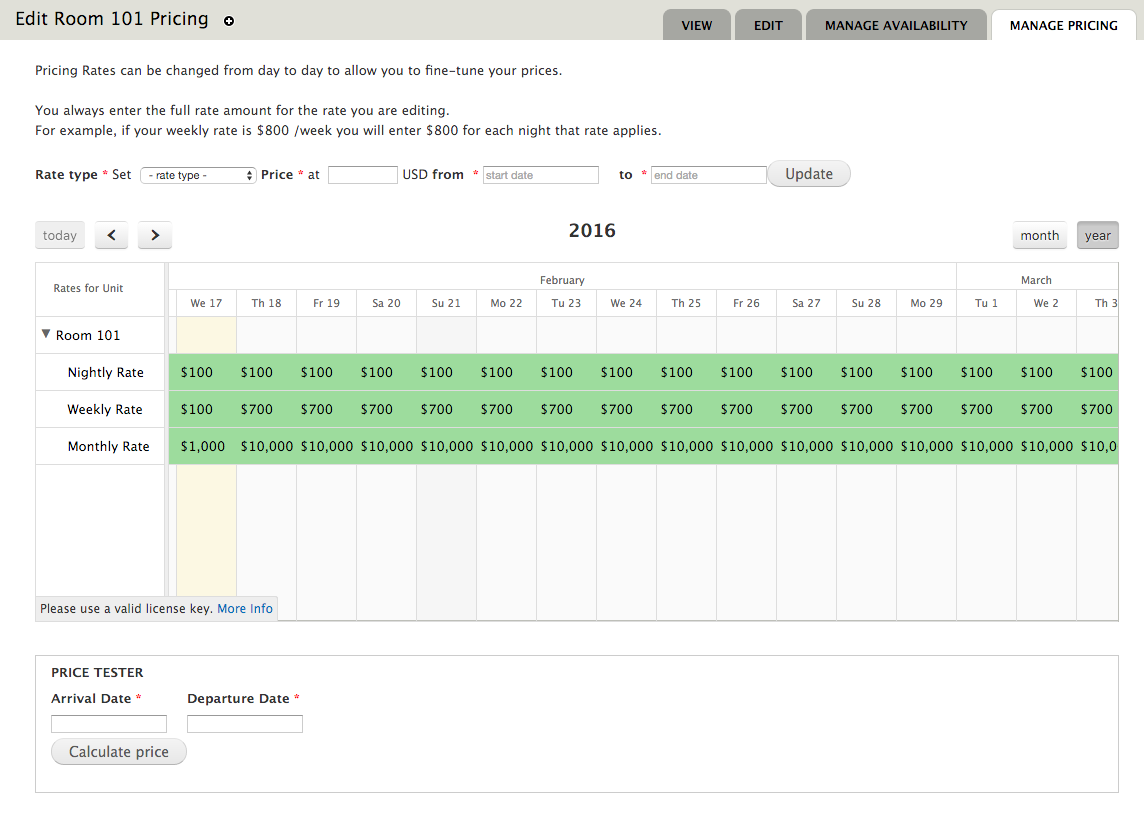 Edit Room 101 Pricing
VIEW EDIT MANAGE AVAILABILITY MANAGE PRICING
Pricing Rates can be changed from day to day to allow you to fine-tune your prices.
You always enter the full rate amount for the rate you are editing.
For example, if your weekly rate is $800 /week you will enter $800 for each night that rate applies.
Rate type * Set - rate type - Price * at USD from * start date to * end date Update
today 2016 month year
Rates for Unit February March
We 17 Th 18 Fr 19 Sa 20 Su 21 Mo 22 Tu 23 We 24 Th 25 Fr 26 Sa 27 Su 28 Mo 29 Tu 1 We 2 Th 3
Room 101
Nightly Rate $100 $100 $100 $100 $100 $100 $100 $100 $100 $100 $100 $100 $100 $100 $100 $100
Weekly Rate $100 $700 $700 $700 $700 $700 $700 $700 $700 $700 $700 $700 $700 $700 $700 $700
Monthly Rate $1,000 $10,000 $10,000 $10,000 $10,000 $10,000 $10,000 $10,000 $10,000 $10,000 $10,000 $10,000 $10,000 $10,000 $10,000 $10,0
Please use a valid license key. More Info
PRICE TESTER
Arrival Date * Departure Date *
Calculate price